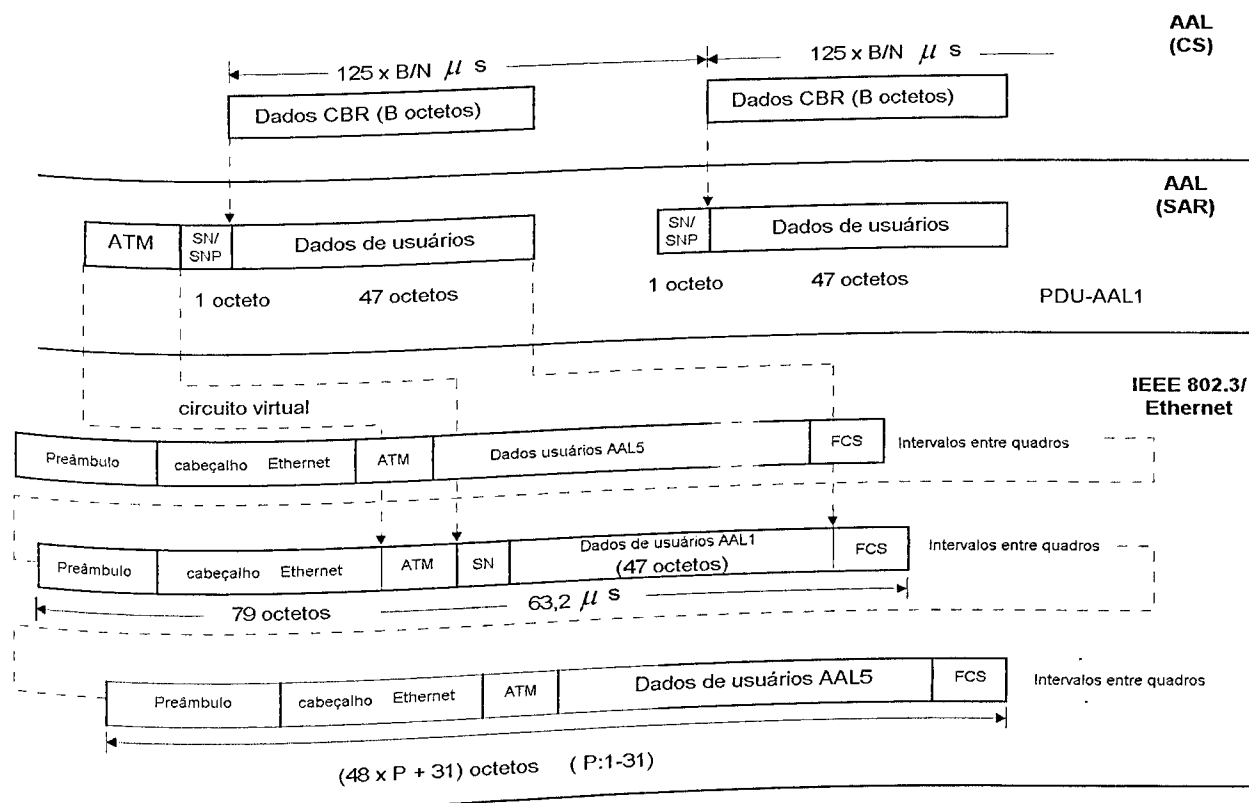 AAL
(CS)
125 x B/N μ s
125 x B/N μ s
Dados CBR (B octetos)
Dados CBR (B octetos)
AAL
(SAR)
ATM
SN/
SNP
Dados de usuários
SN/
SNP
Dados de usuários
1 octeto
47 octetos
1 octeto
47 octetos
PDU-AAL1
IEEE 802.3/
Ethernet
circuito virtual
Preâmbulo
cabeçalho Ethernet
ATM
Dados usuários AAL5
FCS
Intervalos entre quadros
Preâmbulo
cabeçalho Ethernet
ATM
SN
Dados de usuários AAL1
(47 octetos)
FCS
Intervalos entre quadros
79 octetos
63,2 μ s
Preâmbulo
cabeçalho Ethernet
ATM
Dados de usuários AAL5
FCS
Intervalos entre quadros
(48 x P + 31) octetos ( P:1-31)